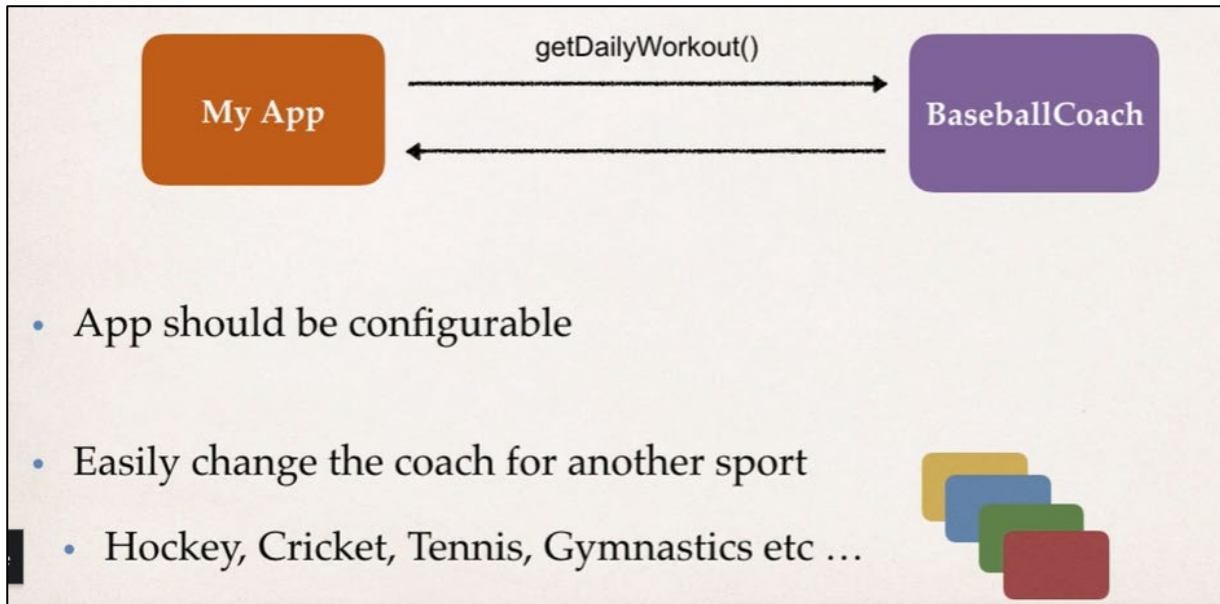 getDailyWorkout()
My App
BaseballCoach
• App should be configurable
• Easily change the coach for another sport
• Hockey, Cricket, Tennis, Gymnastics etc …